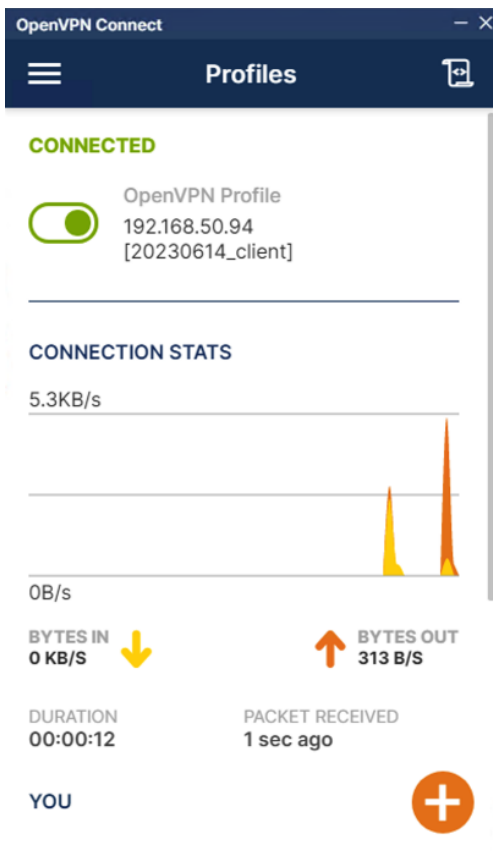 OpenVPN Connect
Profiles
CONNECTED
OpenVPN Profile
192.168.50.94
[20230614_client]
CONNECTION STATS
5.3KB/s
0B/s
BYTES IN
0 KB/S
BYTES OUT
313 B/S
DURATION
00:00:12
PACKET RECEIVED
1 sec ago
YOU